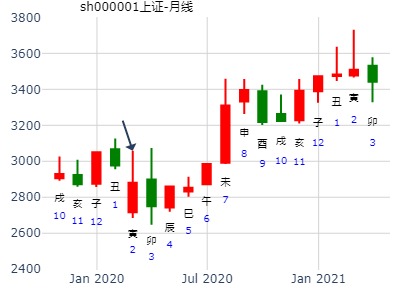 sh000001上证-月线
3800
3600
3400
3200
3000
2800
2600
2400
戌
10
亥
11
子
12
丑
1
寅
2
卯
3
辰
4
巳
5
午
6
未
7
申
8
酉
9
戌
10
亥
11
子
12
丑
1
寅
2
卯
3
Jan 2020
Jul 2020
Jan 2021